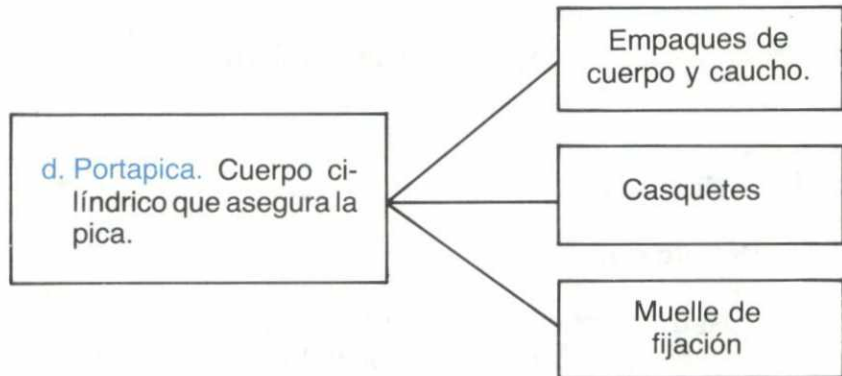 d. Portapica. Cuerpo ci-
líndrico que asegura la
pica.
Empaques de
cuerpo y caucho.
Casquetes
Muelle de
fijación